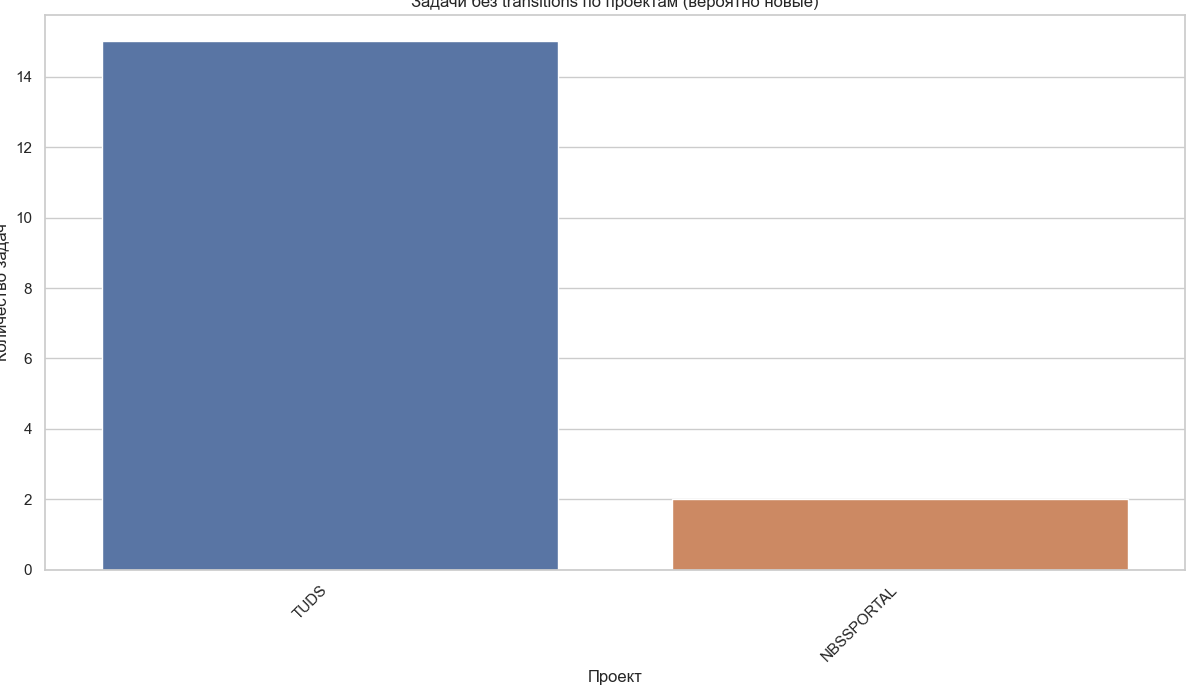 Задачи без transitions по проектам (вероятно новые)
Количество задач
14
12
10
8
6
4
2
0
TUDS
NBSSPORTAL
Проект